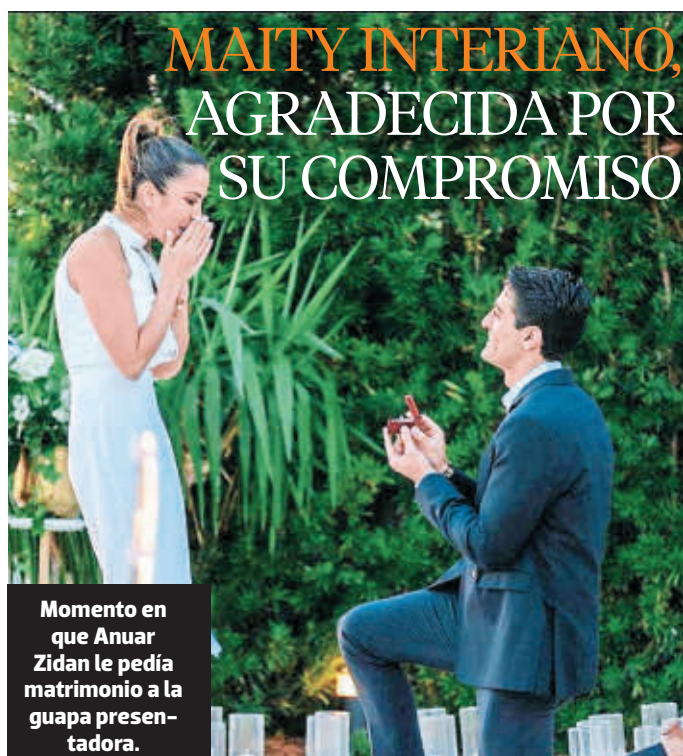 MAITY INTERIANO,
AGRADECIDA POR
SU COMPROMISO
Momento en
que Anuar
Zidan le pedía
matrimonio a la
guapa presen-
tadora.